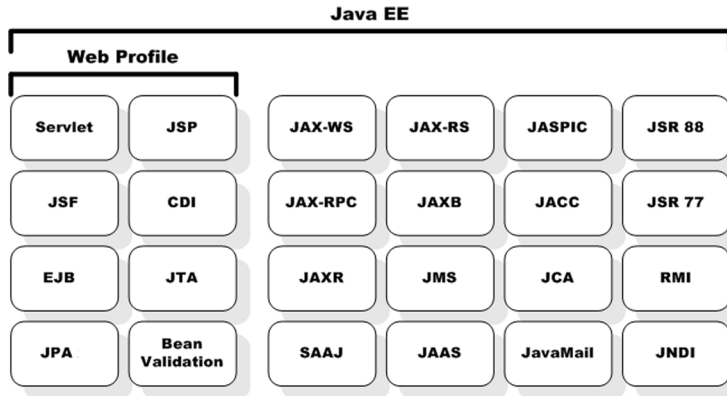 Java EE
Web Profile
Servlet
JSP
JAX-WS
JAX-RS
JASPIC
JSR 88
JSF
CDI
JAX-RPC
JAXB
JACC
JSR 77
EJB
JTA
JAXR
JMS
JCA
RMI
JPA
Bean
Validation
SAAJ
JAAS
JavaMail
JNDI